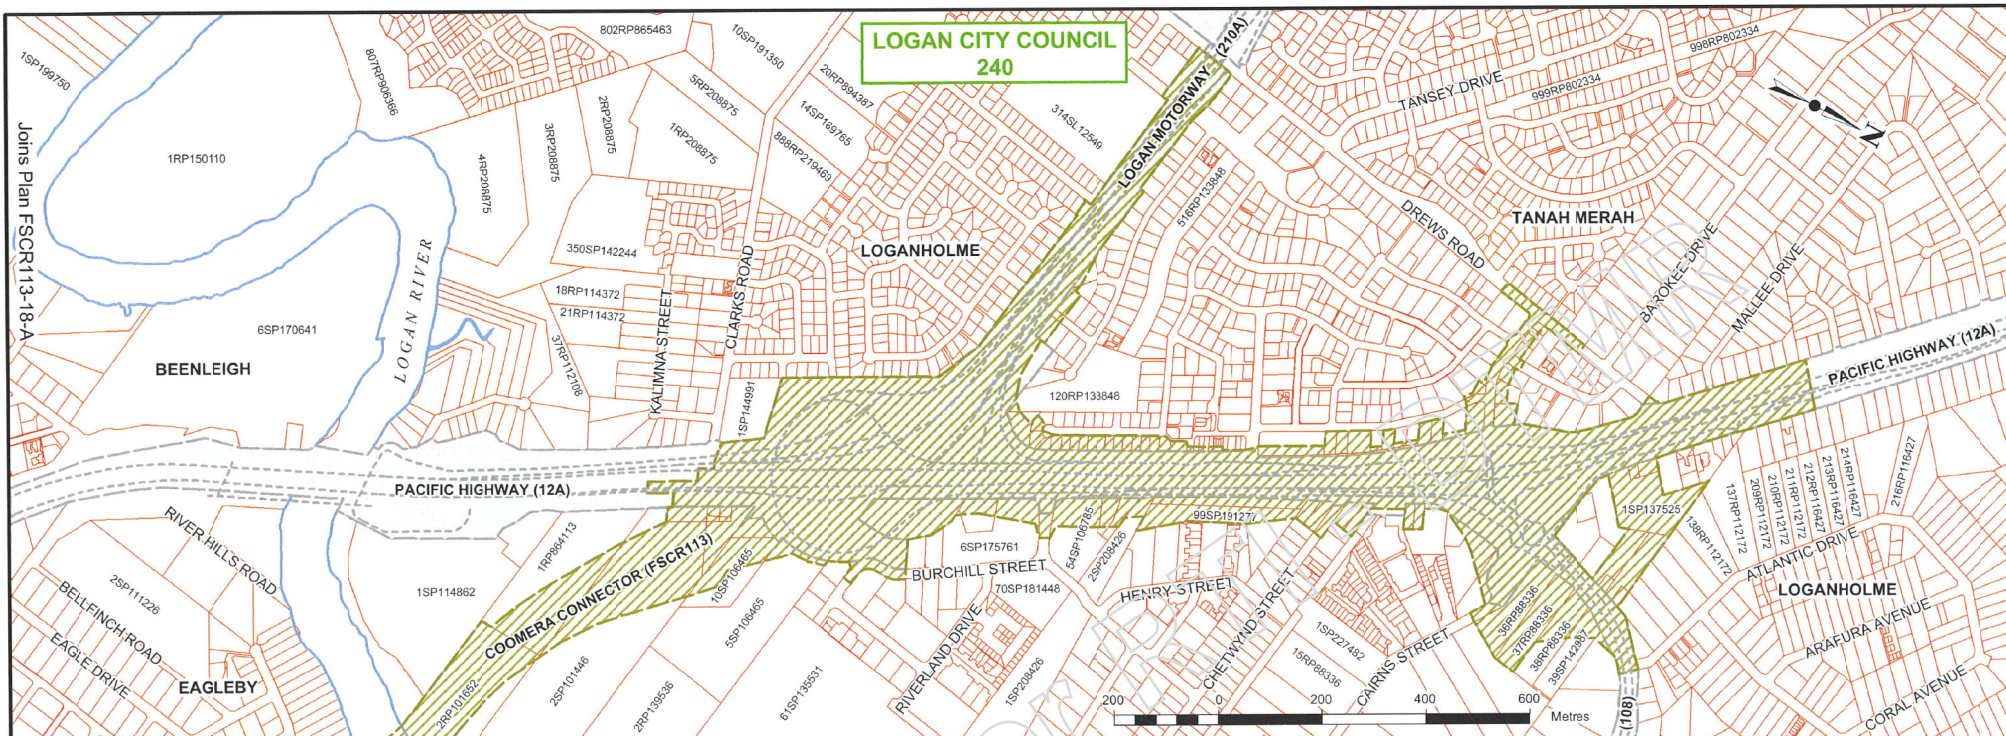 LOGAN CITY COUNCIL
240
Joins Plan FSCR113-18-A
1SP199750
807RP906366
802RP865463
10SP191350
20RP894387
14SP169765
888RP219469
5RP208875
1RP208875
2RP208875
3RP208875
4RP208875
1RP150110
314SL12549
LOGAN MOTORWAY (210A)
516RP133848
TANSEY DRIVE
998RP802334
999RP802334
N
DREWS ROAD
TANAH MERAH
BAROKEE DRIVE
MALLEE DRIVE
LOGANHOLME
350SP142244
18RP114372
21RP114372
37RP112108
KALIMNA STREET
CLARKS ROAD
1SP144991
LOGAN RIVER
6SP170641
BEENLEIGH
120RP133848
PACIFIC HIGHWAY (12A)
PACIFIC HIGHWAY (12A)
COOMERA CONNECTOR (FSCR113)
RIVER HILLS ROAD
2SP111226
BELLFINCH ROAD
EAGLE DRIVE
EAGLEBY
1SP114862
1RP864113
2RP101652
2SP101446
2RP139536
10SP106465
5SP106465
61SP135531
6SP175761
BURCHILL STREET
70SP181448
RIVERLAND DRIVE
1SP208426
54SP106785
2SP208426
99SP191277
HENRY STREET
CHETWYND STREET
CAIRNS STREET
1SP227482
15RP88336
36RP88336
37RP88336
38RP88336
39SP142987
1SP137525
138RP112172
137RP112172
209RP112172
210RP112172
211RP112172
212RP116427
213RP116427
214RP116427
216RP116427
ATLANTIC DRIVE
LOGANHOLME
ARAFURA AVENUE
CORAL AVENUE
(108)
200 0 200 400 600
Metres
or RTI DTMR